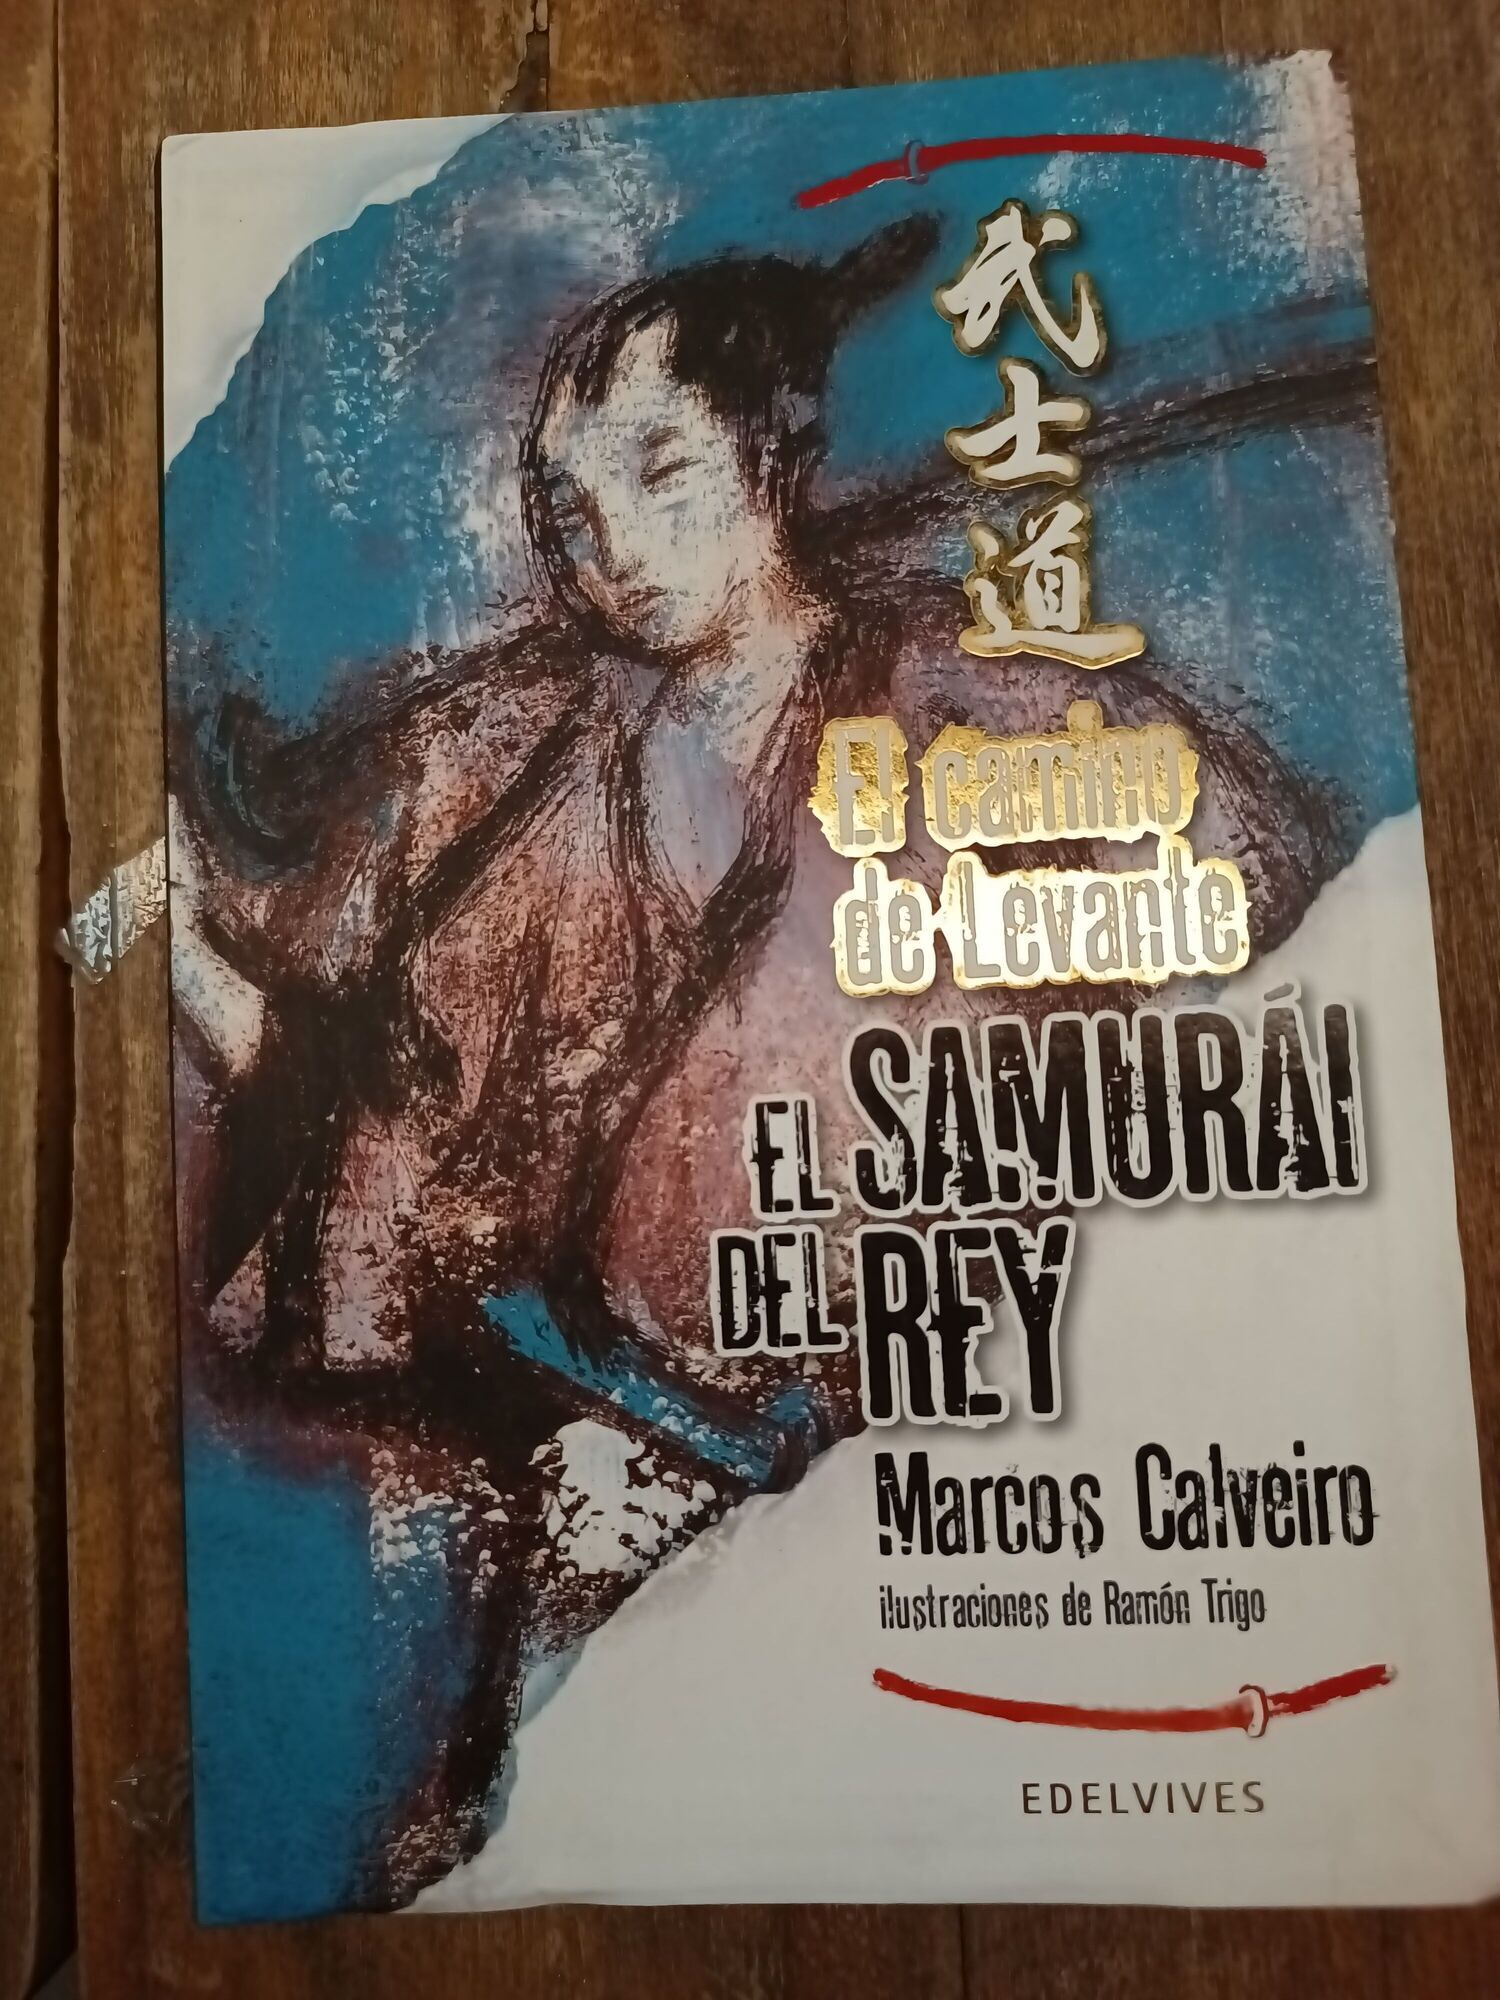 武士道
El camino
de Levante
EL SAMURÁI
DEL REY
Marcos Calveiro
ilustraciones de Ramón Trigo
EDELVIVES